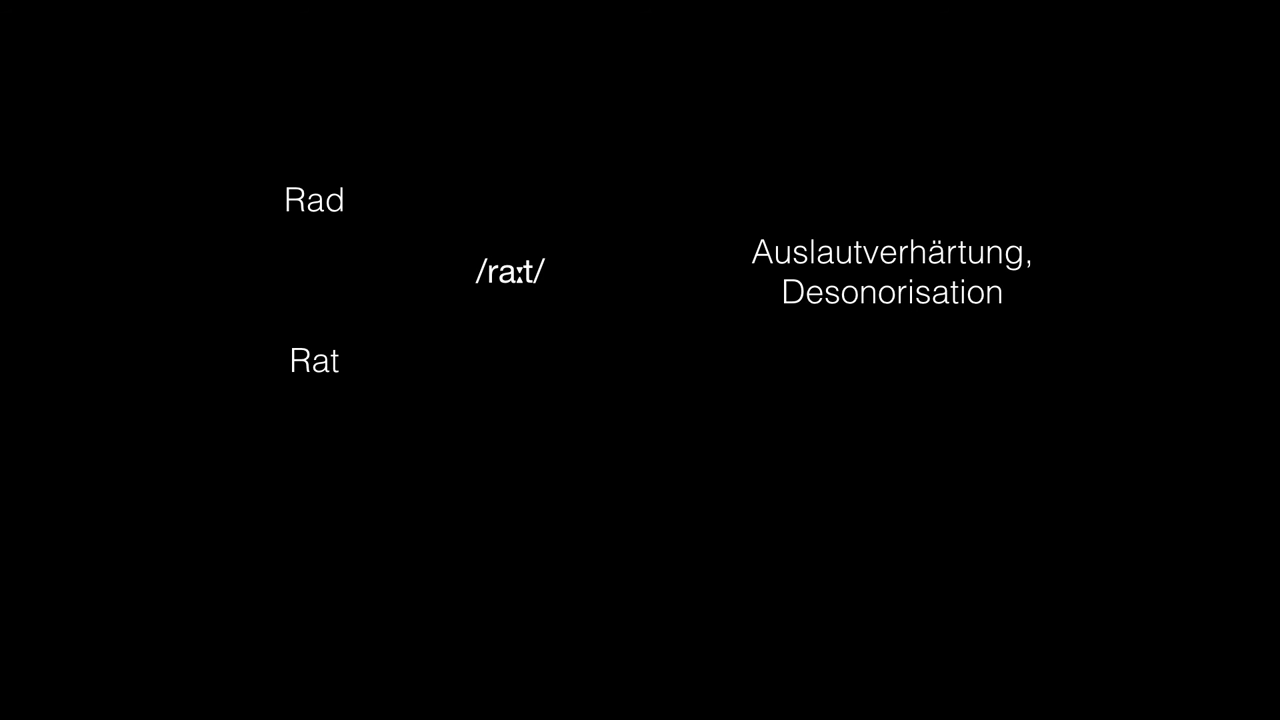 Rad
/raːt/
Rat
Auslautverhärtung,
Desonorisation